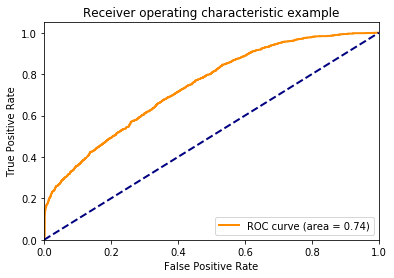 Receiver operating characteristic example
True Positive Rate
1.0
0.8
0.6
0.4
0.2
0.0
ROC curve (area = 0.74)
0.0 0.2 0.4 0.6 0.8 1.0
False Positive Rate